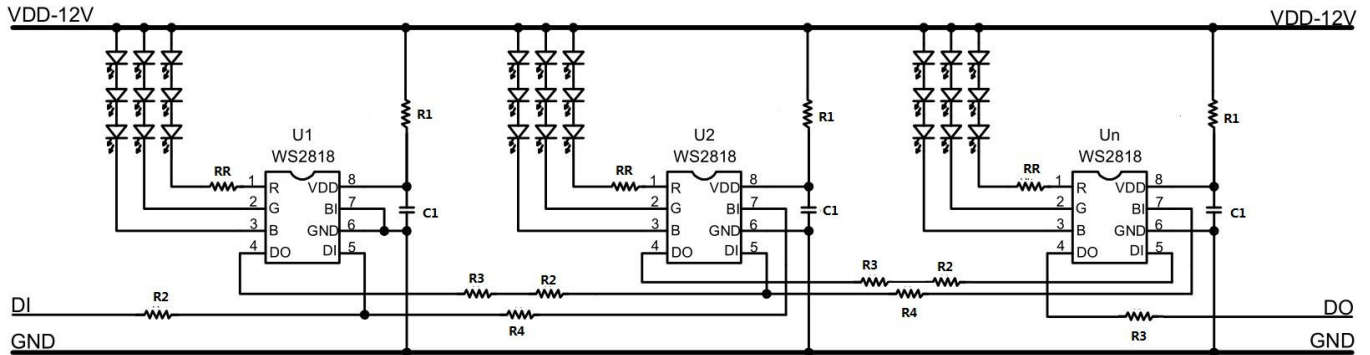 VDD-12V VDD-12V
R1 R1 R1
U1 U2 Un
WS2818 WS2818 WS2818
RR 1 R VDD 8 RR 1 R VDD 8 RR 1 R VDD 8
2 G BI 7 C1 2 G BI 7 C1 2 G BI 7 C1
3 B GND 6 3 B GND 6 3 B GND 6
4 DO DI 5 4 DO DI 5 4 DO DI 5
R3 R2 R3 R2
DI R2 R4 R4 R3 DO
GND GND